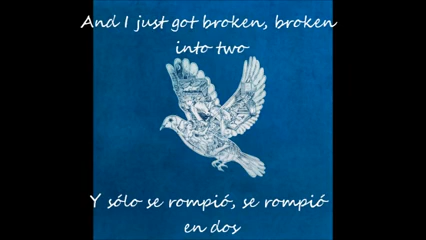 And I just got broken, broken
into two
Y sólo se rompió, se rompió
en dos